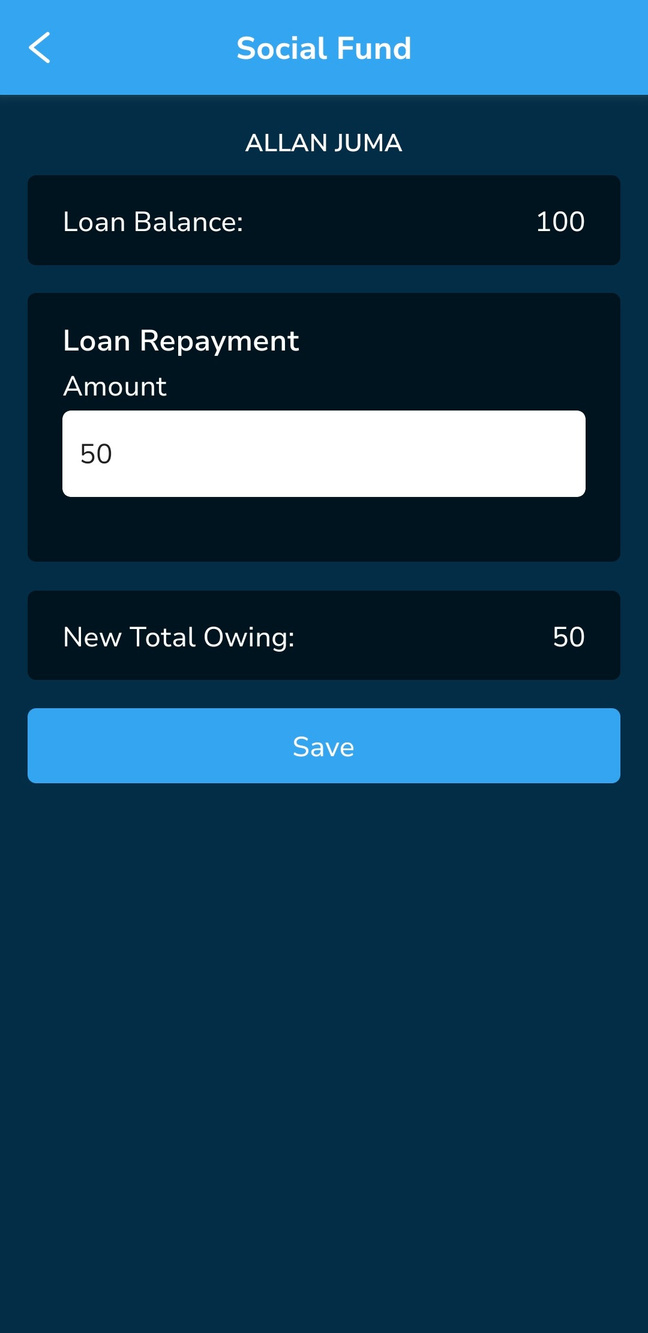 Social Fund
ALLAN JUMA
Loan Balance: 100
Loan Repayment
Amount
50
New Total Owing: 50
Save